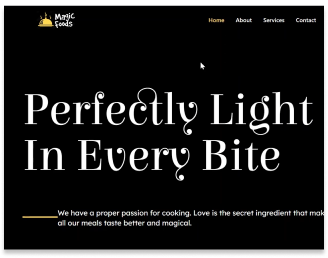 Magic
Foods
Home About Services Contact
Perfectly Light
In Every Bite
We have a proper passion for cooking. Love is the secret ingredient that mak
all our meals taste better and magical.